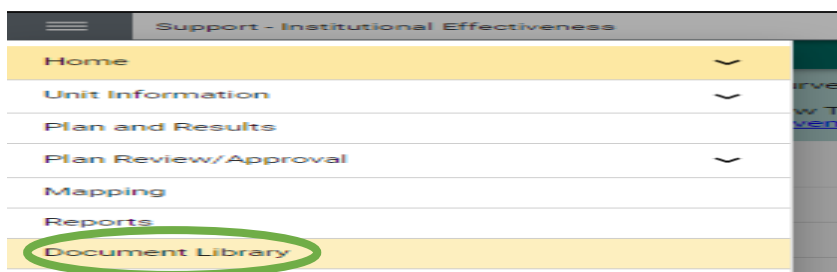 Support - Institutional Effectiveness
Home
Unit Information
Plan and Results
Plan Review/Approval
Mapping
Reports
Document Library